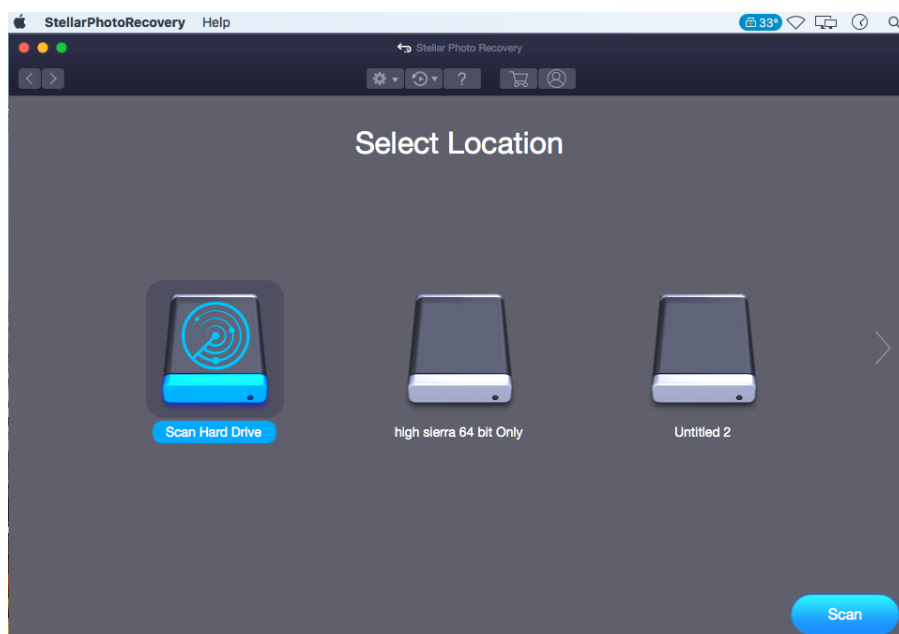 StellarPhotoRecovery Help 33°
Stellar Photo Recovery
?
Select Location
Scan Hard Drive
high sierra 64 bit Only
Untitled 2
Scan